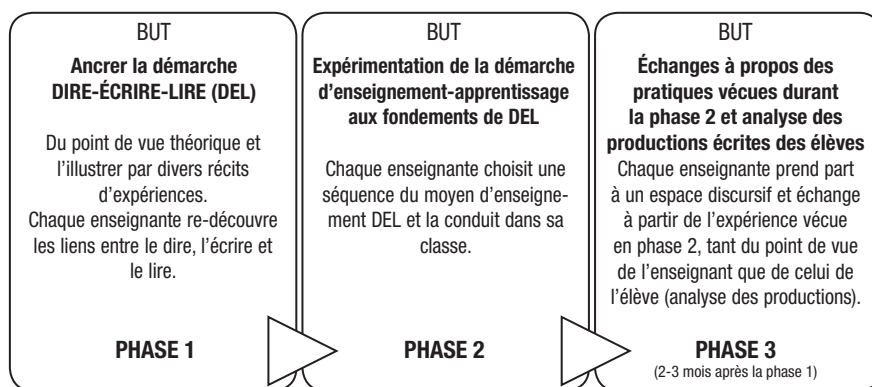 BUT
Ancrer la démarche
DIRE-ÉCRIRE-LIRE (DEL)
Du point de vue théorique et
l’illustrer par divers récits
d’expériences.
Chaque enseignante re-découvre
les liens entre le dire, l’écrire et
le lire.
PHASE 1
BUT
Expérimentation de la démarche
d’enseignement-apprentissage
aux fondements de DEL
Chaque enseignante choisit une
séquence du moyen d’enseigne-
ment DEL et la conduit dans sa
classe.
PHASE 2
BUT
Échanges à propos des
pratiques vécues durant
la phase 2 et analyse des
productions écrites des élèves
Chaque enseignante prend part
à un espace discursif et échange
à partir de l’expérience vécue
en phase 2, tant du point de vue
de l’enseignant que de celui de
l’élève (analyse des productions).
PHASE 3
(2-3 mois après la phase 1)